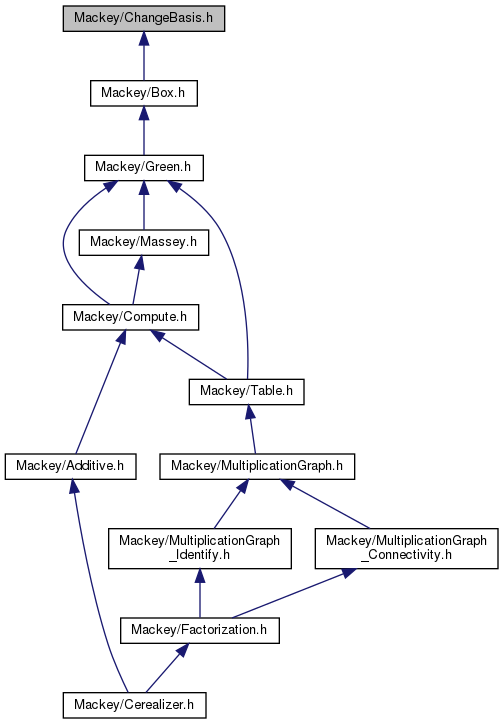 Mackey/ChangeBasis.h
Mackey/Box.h
Mackey/Green.h
Mackey/Massey.h
Mackey/Compute.h
Mackey/Table.h
Mackey/Additive.h
Mackey/MultiplicationGraph.h
Mackey/MultiplicationGraph
_Identify.h
Mackey/MultiplicationGraph
_Connectivity.h
Mackey/Factorization.h
Mackey/Cerealizer.h